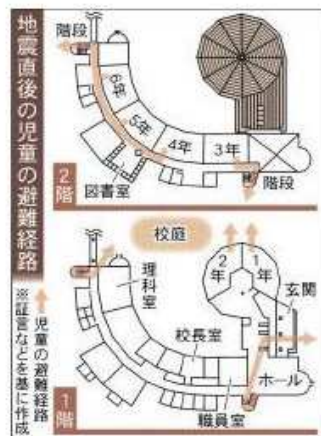 地震直後の児童の避難経路
階段
6年
5年
4年
3年
図書室
階段
2階
校庭
理科室
2年
1年
玄関
校長室
ホール
職員室
1階
児童の避難経路
※証言などを基に作成